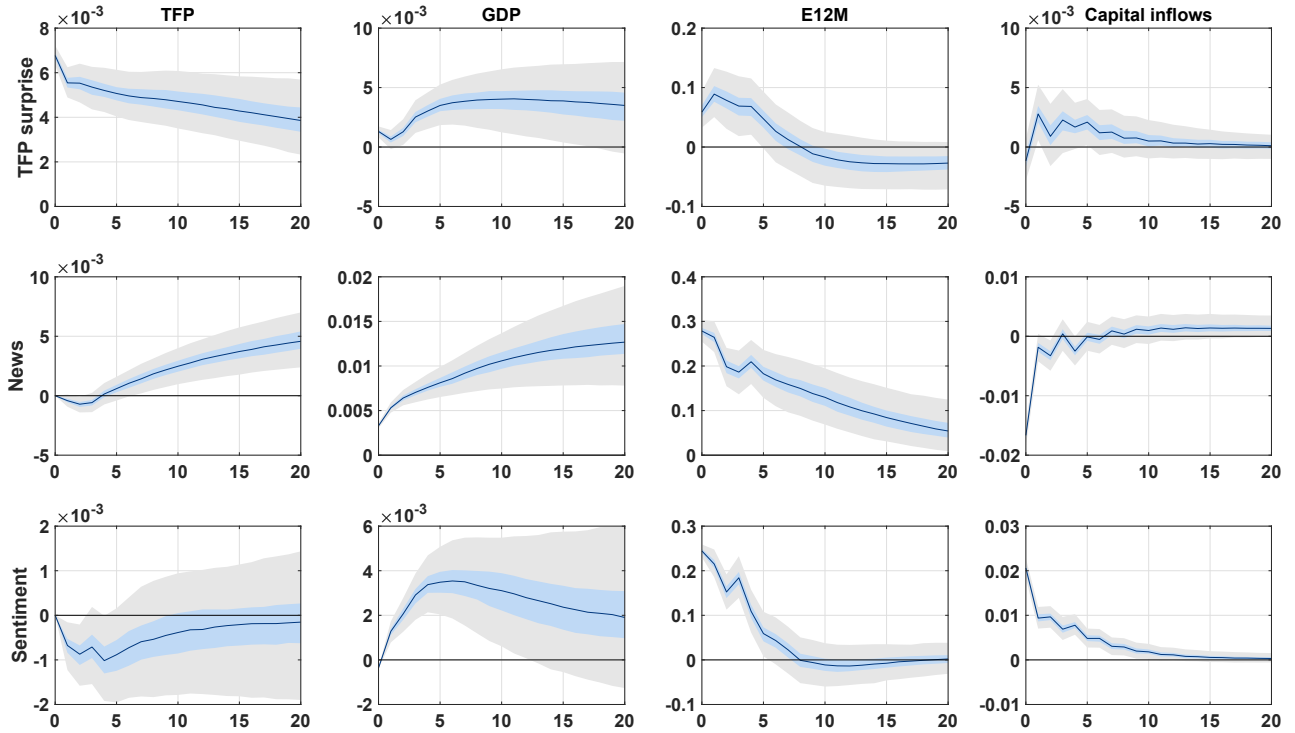 TFP GDP E12M Capital inflows
×10-3 ×10-3 ×10-3
TFP surprise
8 6 4 2 0
10 5 0 -5
0.2 0.1 0 -0.1
10 5 0 -5
0 5 10 15 20 0 5 10 15 20 0 5 10 15 20 0 5 10 15 20
×10-3
News
10 5 0 -5
0.02 0.015 0.01 0.005 0
0.4 0.3 0.2 0.1 0
0.01 0 -0.01 -0.02
0 5 10 15 20 0 5 10 15 20 0 5 10 15 20 0 5 10 15 20
×10-3 ×10-3
Sentiment
2 1 0 -1 -2
6 4 2 0 -2
0.3 0.2 0.1 0 -0.1
0.03 0.02 0.01 0 -0.01
0 5 10 15 20 0 5 10 15 20 0 5 10 15 20 0 5 10 15 20